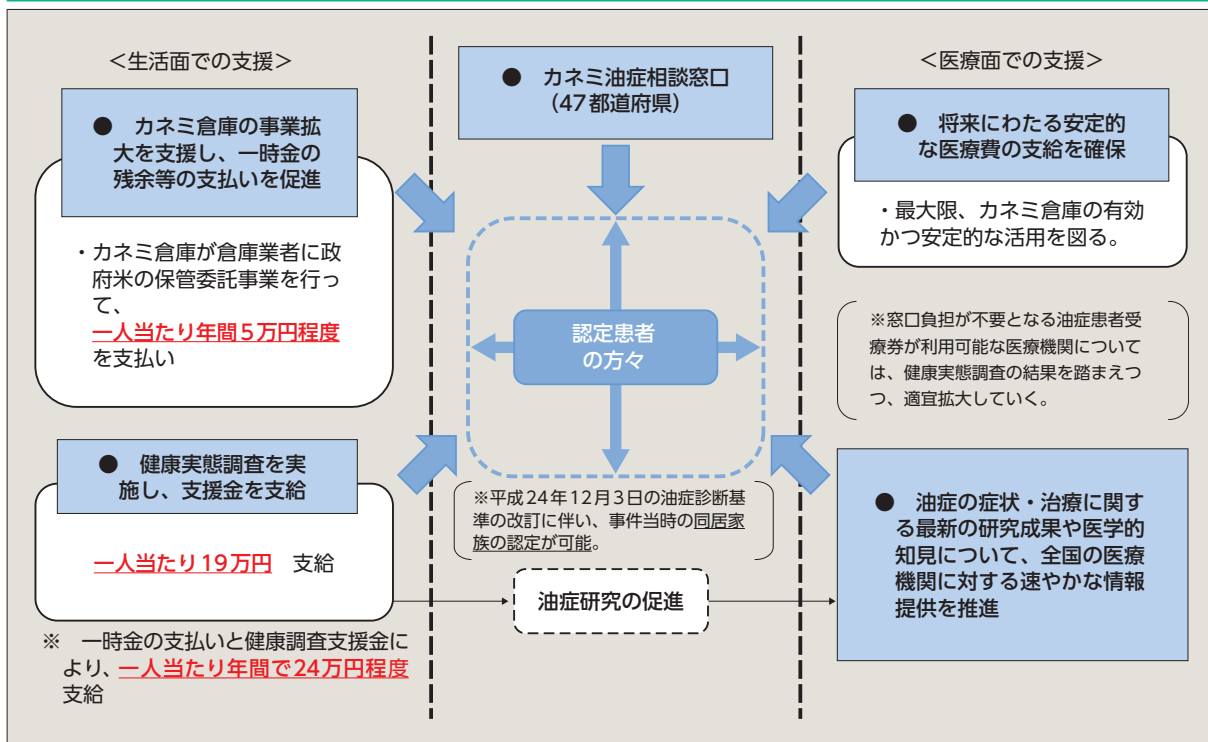 ＜生活面での支援＞
● カネミ倉庫の事業拡
大を支援し、一時金の
残余等の支払いを促進
・カネミ倉庫が倉庫業者に政
府米の保管委託事業を行っ
て、
一人当たり年間５万円程度
を支払い
● 健康実態調査を実
施し、支援金を支給
一人当たり19万円　支給
※　一時金の支払いと健康調査支援金に
より、一人当たり年間で24万円程度
支給
● カネミ油症相談窓口
（47都道府県）
認定患者
の方々
※平成24年12月3日の油症診断基
準の改訂に伴い、事件当時の同居家
族の認定が可能。
油症研究の促進
＜医療面での支援＞
● 将来にわたる安定的
な医療費の支給を確保
・最大限、カネミ倉庫の有効
かつ安定的な活用を図る。
※窓口負担が不要となる油症患者受
療券が利用可能な医療機関について
は、健康実態調査の結果を踏まえつ
つ、適宜拡大していく。
● 油症の症状・治療に関す
る最新の研究成果や医学的
知見について、全国の医療
機関に対する速やかな情報
提供を推進